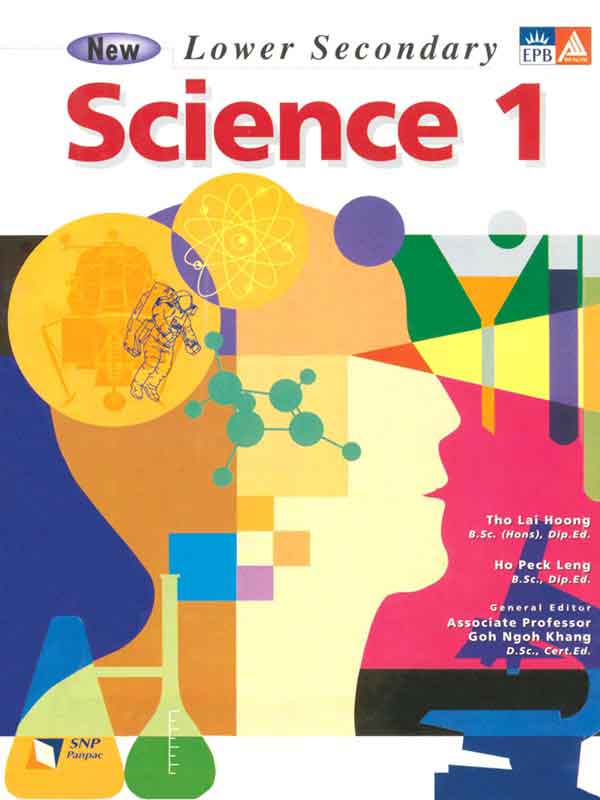 New Lower Secondary
EPB
Science 1
Tho Lai Hoong
B.Sc. (Hons), Dip.Ed.
Ho Peck Leng
B.Sc., Dip.Ed.
General Editor
Associate Professor
Goh Ngoh Khang
D.Sc., Cert.Ed.
SNP
Panpac